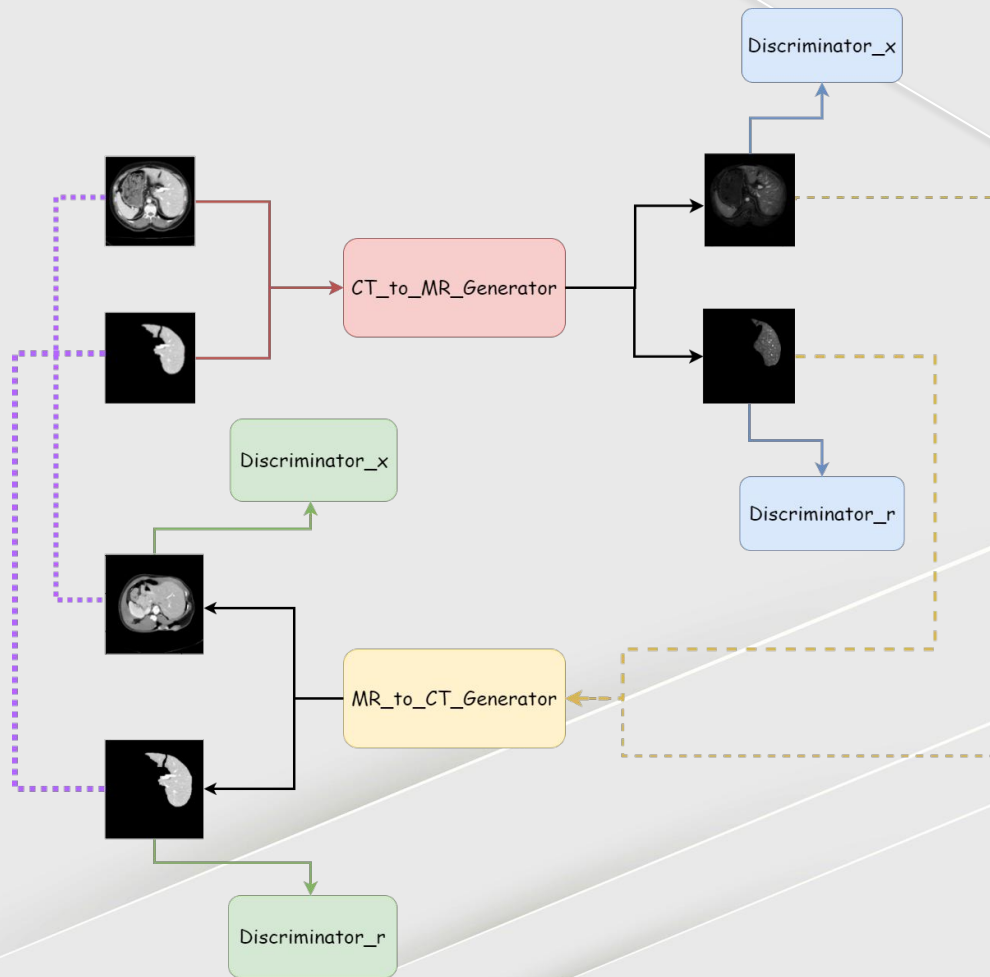 Discriminator_x
CT_to_MR_Generator
Discriminator_x
Discriminator_r
MR_to_CT_Generator
Discriminator_r